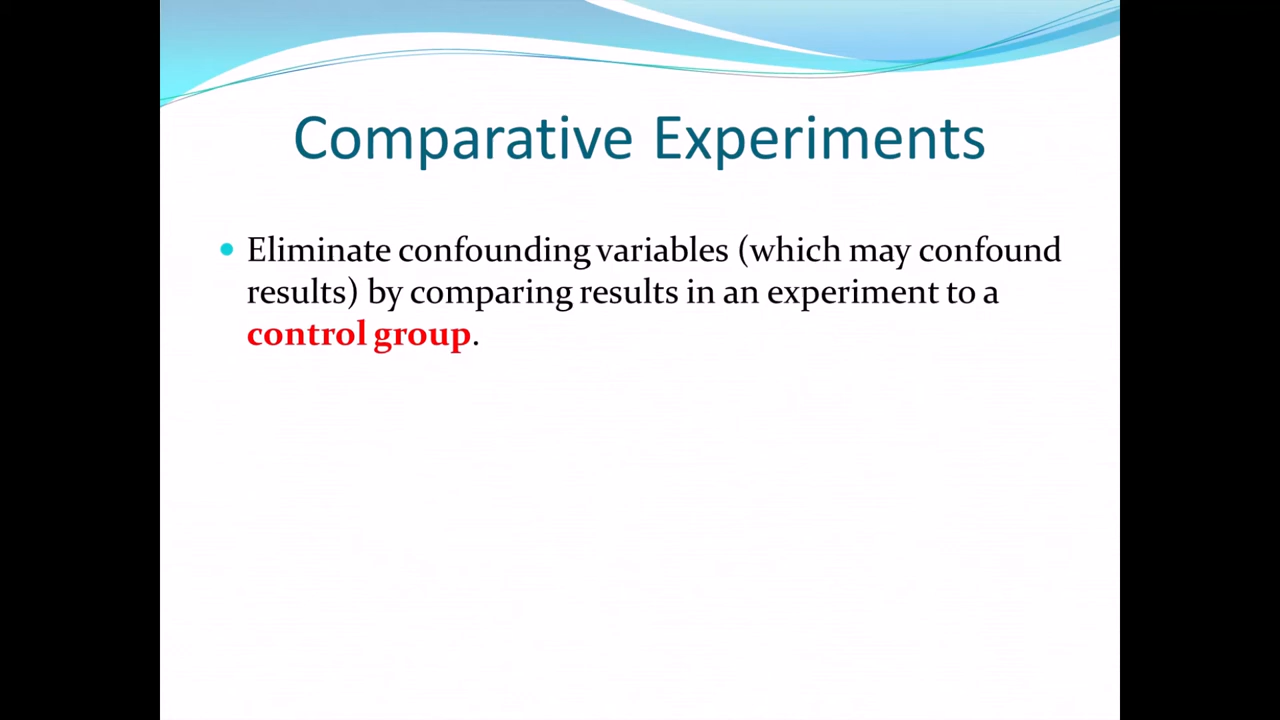 Comparative Experiments
• Eliminate confounding variables (which may confound
results) by comparing results in an experiment to a
control group.